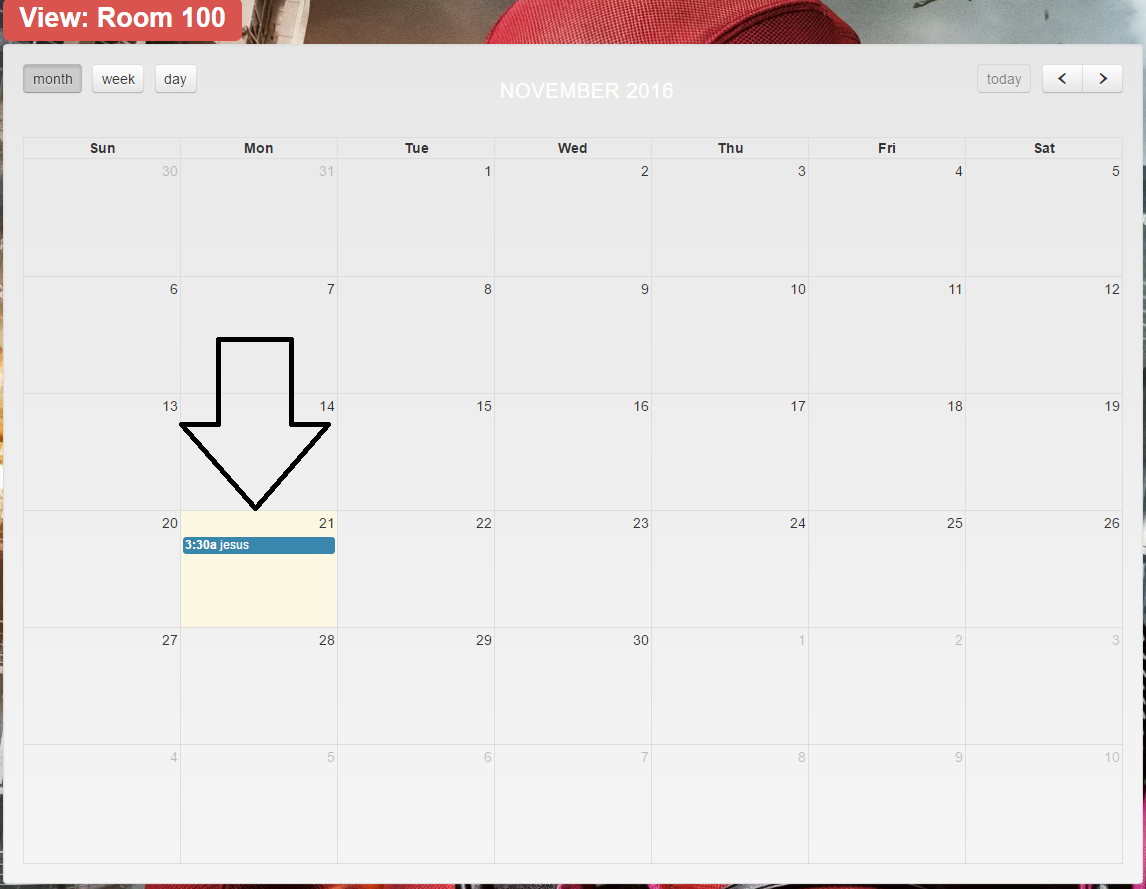 View: Room 100
month week day
NOVEMBER 2016
today
Sun Mon Tue Wed Thu Fri Sat
30 31 1 2 3 4 5
6 7 8 9 10 11 12
13 14 15 16 17 18 19
20 21 22 23 24 25 26
3:30a jesus
27 28 29 30 1 2 3
4 5 6 7 8 9 10